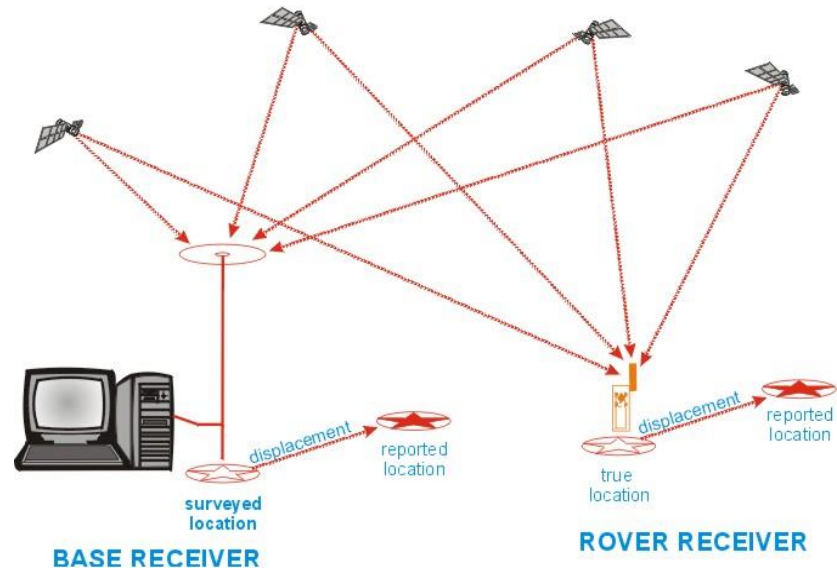 displacement
reported
location
surveyed
location
BASE RECEIVER
displacement
reported
location
true
location
ROVER RECEIVER